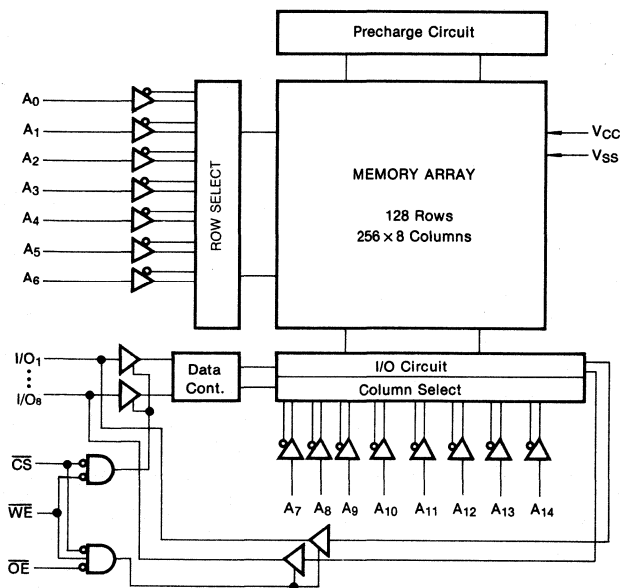 Precharge Circuit
A0
A1
A2
A3
A4
A5
A6
ROW SELECT
MEMORY ARRAY
128 Rows
256 × 8 Columns
VCC
VSS
I/O1
I/O8
Data
Cont.
I/O Circuit
Column Select
CS
WE
OE
A7 A8 A9 A10 A11 A12 A13 A14